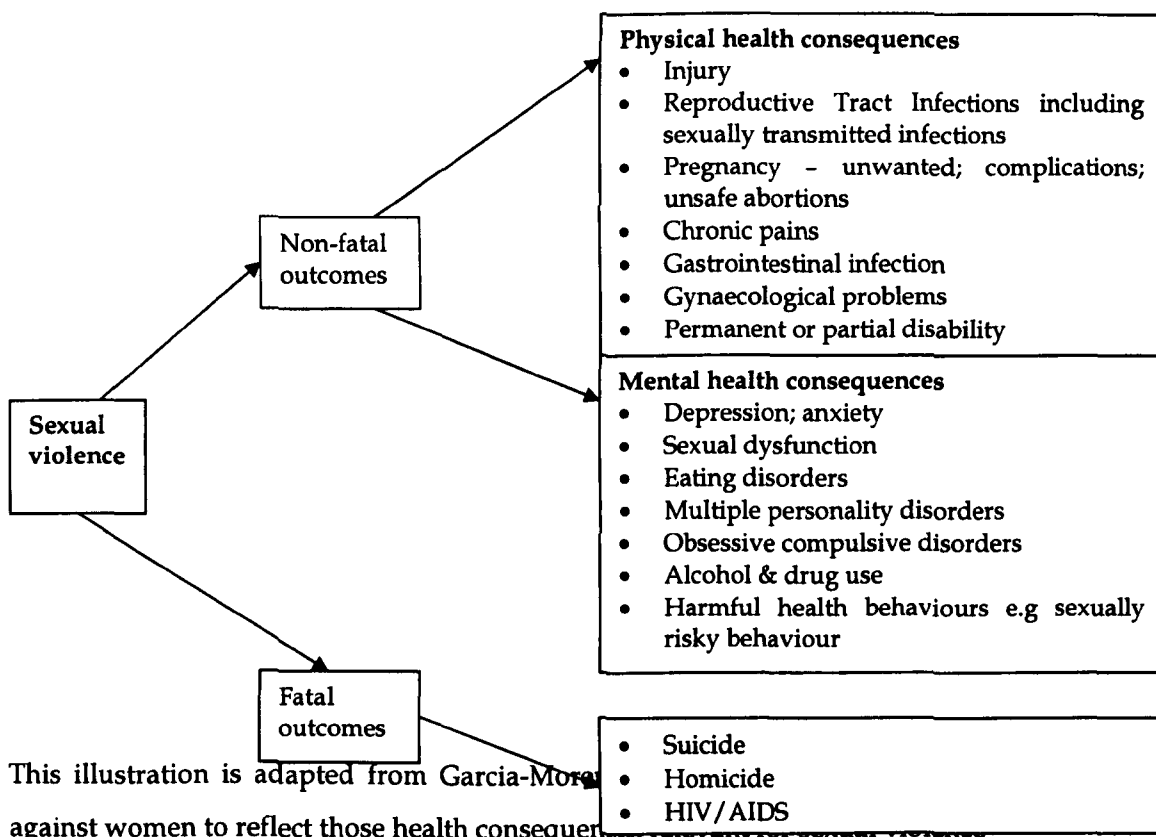 Physical health consequences
• Injury
• Reproductive Tract Infections including
sexually transmitted infections
• Pregnancy – unwanted; complications;
unsafe abortions
• Chronic pains
• Gastrointestinal infection
• Gynaecological problems
• Permanent or partial disability
Non-fatal
outcomes
Mental health consequences
• Depression; anxiety
• Sexual dysfunction
• Eating disorders
• Multiple personality disorders
• Obsessive compulsive disorders
• Alcohol & drug use
• Harmful health behaviours e.g sexually
risky behaviour
Sexual
violence
Fatal
outcomes
• Suicide
• Homicide
• HIV/AIDS
This illustration is adapted from
against women to reflect those health